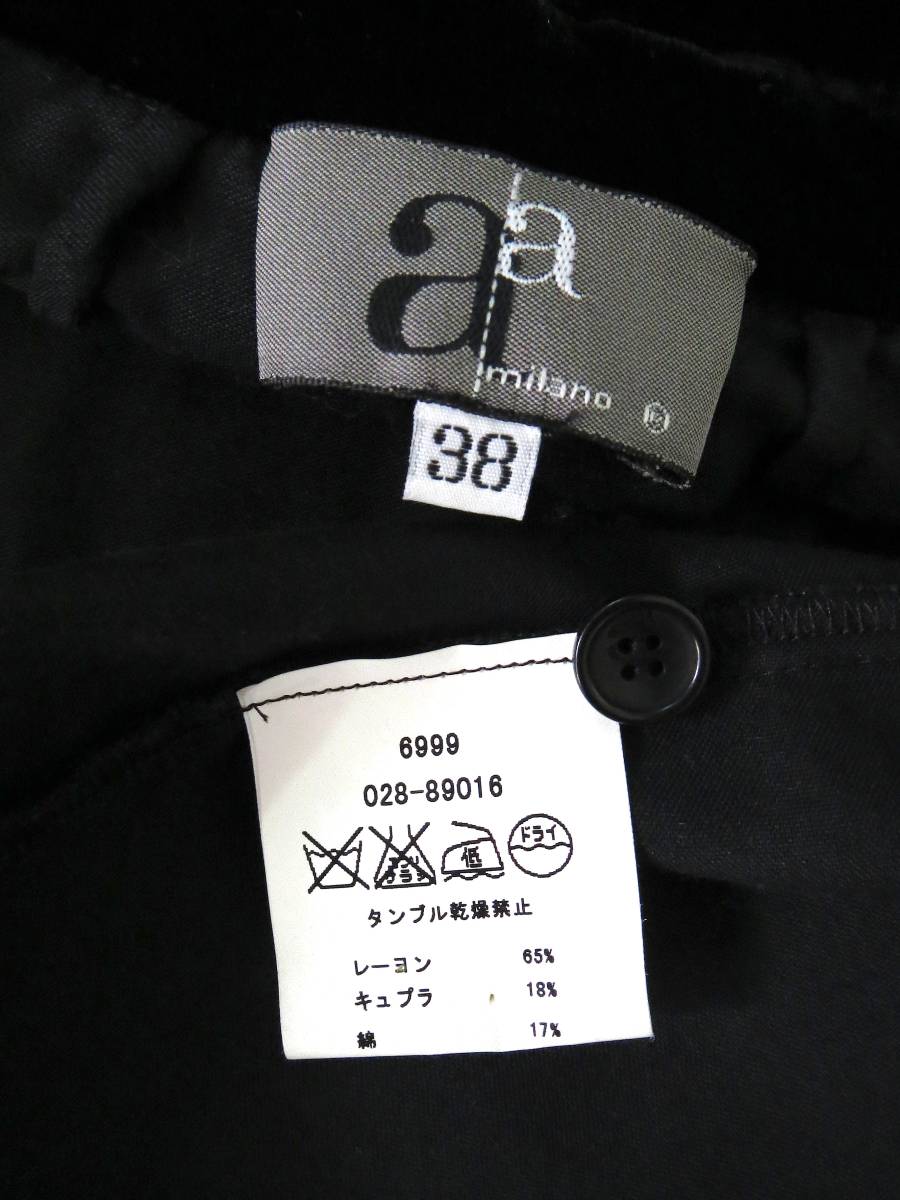 a a
milano ®
38
6999
028-89016
低 ドライ
タンブル乾燥禁止
レーヨン 65%
キュプラ 18%
綿 17%